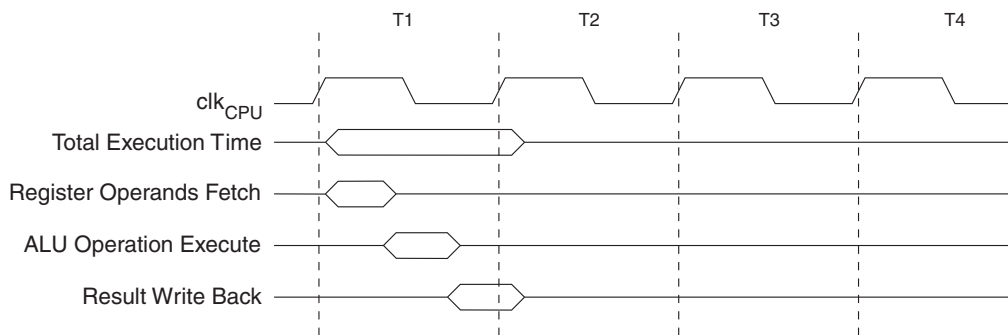 T1 T2 T3 T4
clkCPU
Total Execution Time
Register Operands Fetch
ALU Operation Execute
Result Write Back